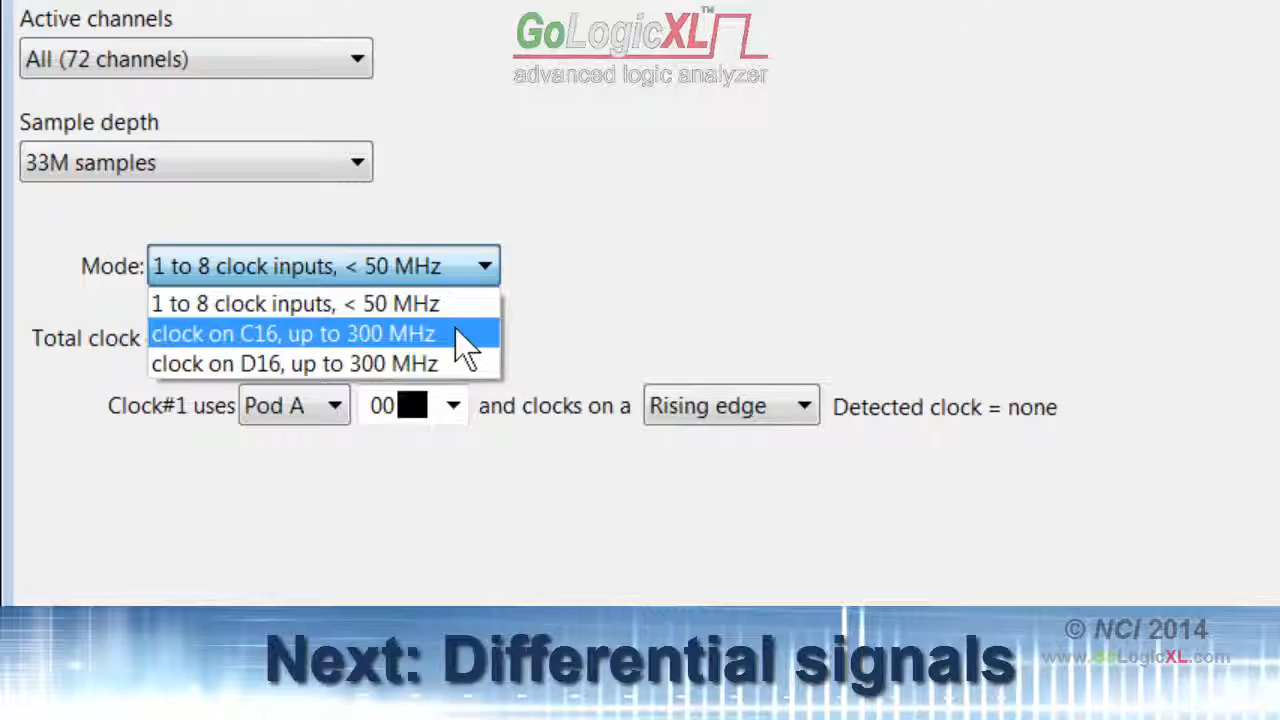 Active channels
GoLogicXL™
All (72 channels)
advanced logic analyzer
Sample depth
33M samples
Mode: 1 to 8 clock inputs, < 50 MHz
1 to 8 clock inputs, < 50 MHz
Total clock clock on C16, up to 300 MHz
clock on D16, up to 300 MHz
Clock#1 uses Pod A 00 and clocks on a Rising edge Detected clock = none
Next: Differential signals
© NCI 2014
www.GoLogicXL.com